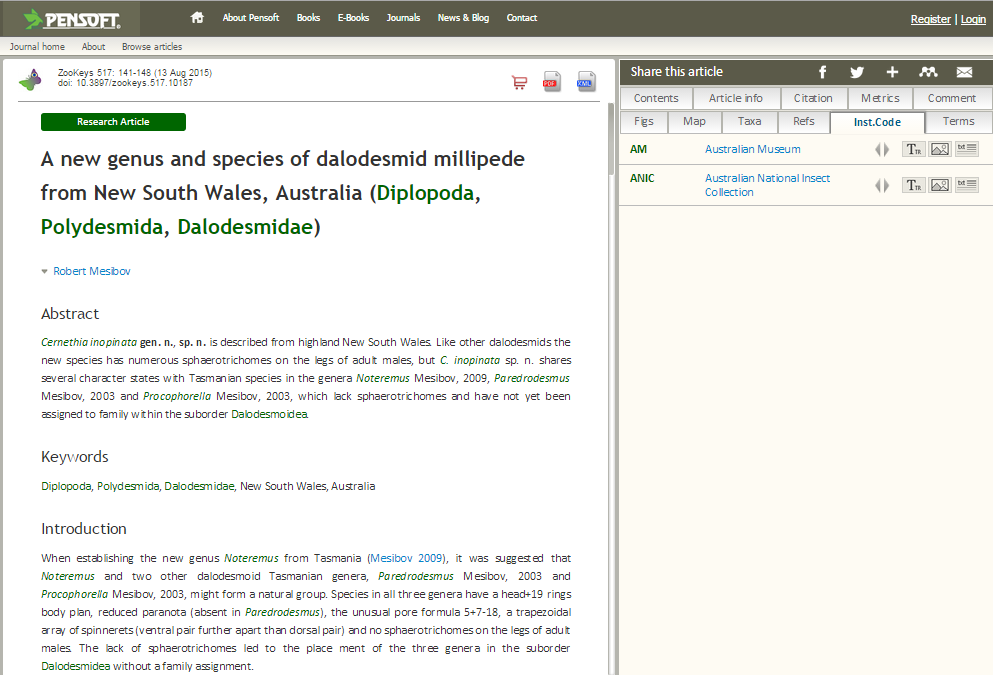 PENSOFT.
About Pensoft Books E-Books Journals News & Blog Contact
Register | Login
Journal home About Browse articles
ZooKeys 517: 141-148 (13 Aug 2015)
doi: 10.3897/zookeys.517.10187
PDF XML
Research Article
A new genus and species of dalodesmid millipede
from New South Wales, Australia (Diplopoda,
Polydesmida, Dalodesmidae)
Robert Mesibov
Abstract
Cernethia inopinata gen. n., sp. n. is described from highland New South Wales. Like other dalodesmids the
new species has numerous sphaerotrichomes on the legs of adult males, but C. inopinata sp. n. shares
several character states with Tasmanian species in the genera Noteremus Mesibov, 2009, Paredrodesmus
Mesibov, 2003 and Procophorella Mesibov, 2003, which lack sphaerotrichomes and have not yet been
assigned to family within the suborder Dalodesmoidea.
Keywords
Diplopoda, Polydesmida, Dalodesmidae, New South Wales, Australia
Introduction
When establishing the new genus Noteremus from Tasmania (Mesibov 2009), it was suggested that
Noteremus and two other dalodesmoid Tasmanian genera, Paredrodesmus Mesibov, 2003 and
Procophorella Mesibov, 2003, might form a natural group. Species in all three genera have a head+19 rings
body plan, reduced paranota (absent in Paredrodesmus), the unusual pore formula 5+7-18, a trapezoidal
array of spinnerets (ventral pair further apart than dorsal pair) and no sphaerotrichomes on the legs of adult
males. The lack of sphaerotrichomes led to the place ment of the three genera in the suborder
Dalodesmidea without a family assignment.
Share this article
Contents Article info Citation Metrics Comment
Figs Map Taxa Refs Inst.Code Terms
AM Australian Museum TTR txt
ANIC Australian National Insect
Collection TTR txt